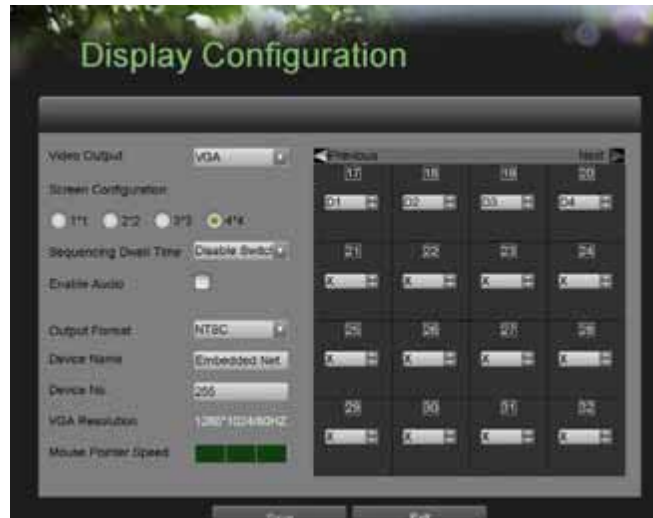 Display Configuration
Video Output VGA
Previous Next
17 18 19 20
D1 D2 D3 D4
Screen Configuration
1*1 2*2 3*3 4*4
Sequencing Dwell Time Disable Switch
21 22 23 24
Enable Audio
X X X X
Output Format NTSC
25 26 27 28
Device Name Embedded Net
X X X X
Device No. 255
VGA Resolution 1280*1024/60HZ
29 30 31 32
Mouse Pointer Speed
X X X X
Save Exit